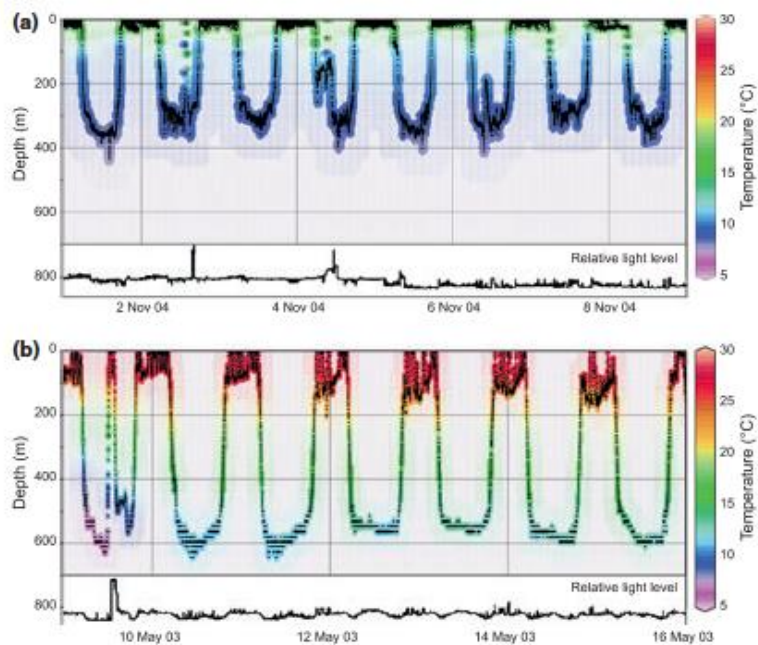 (a)
0
200
400
600
800
Depth (m)
Relative light level
2 Nov 04
4 Nov 04
6 Nov 04
8 Nov 04
30
25
20
15
10
5
Temperature (°C)
(b)
0
200
400
600
800
Depth (m)
Relative light level
10 May 03
12 May 03
14 May 03
16 May 03
30
25
20
15
10
5
Temperature (°C)